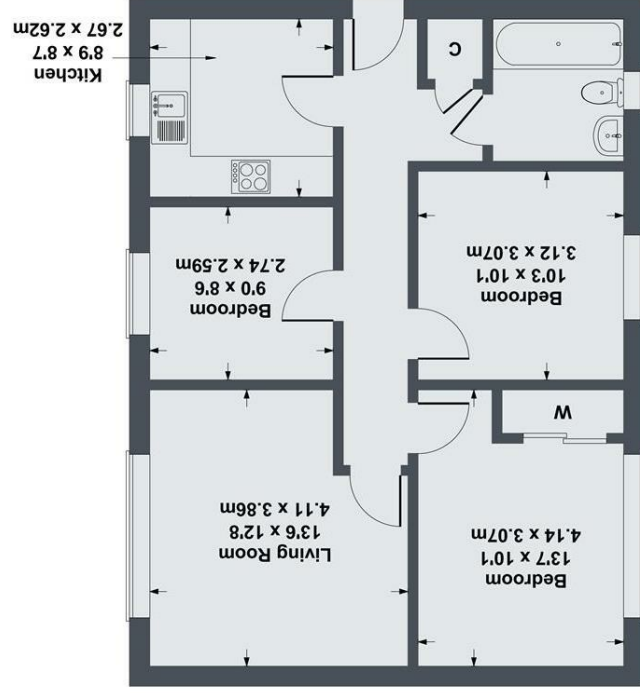 Bedroom
13'7 x 10'1
4.14 x 3.07m
Living Room
13'6 x 12'8
4.11 x 3.86m
W
Bedroom
10'3 x 10'1
3.12 x 3.07m
Bedroom
9'0 x 8'6
2.74 x 2.59m
C
Kitchen
8'9 x 8'7
2.67 x 2.62m